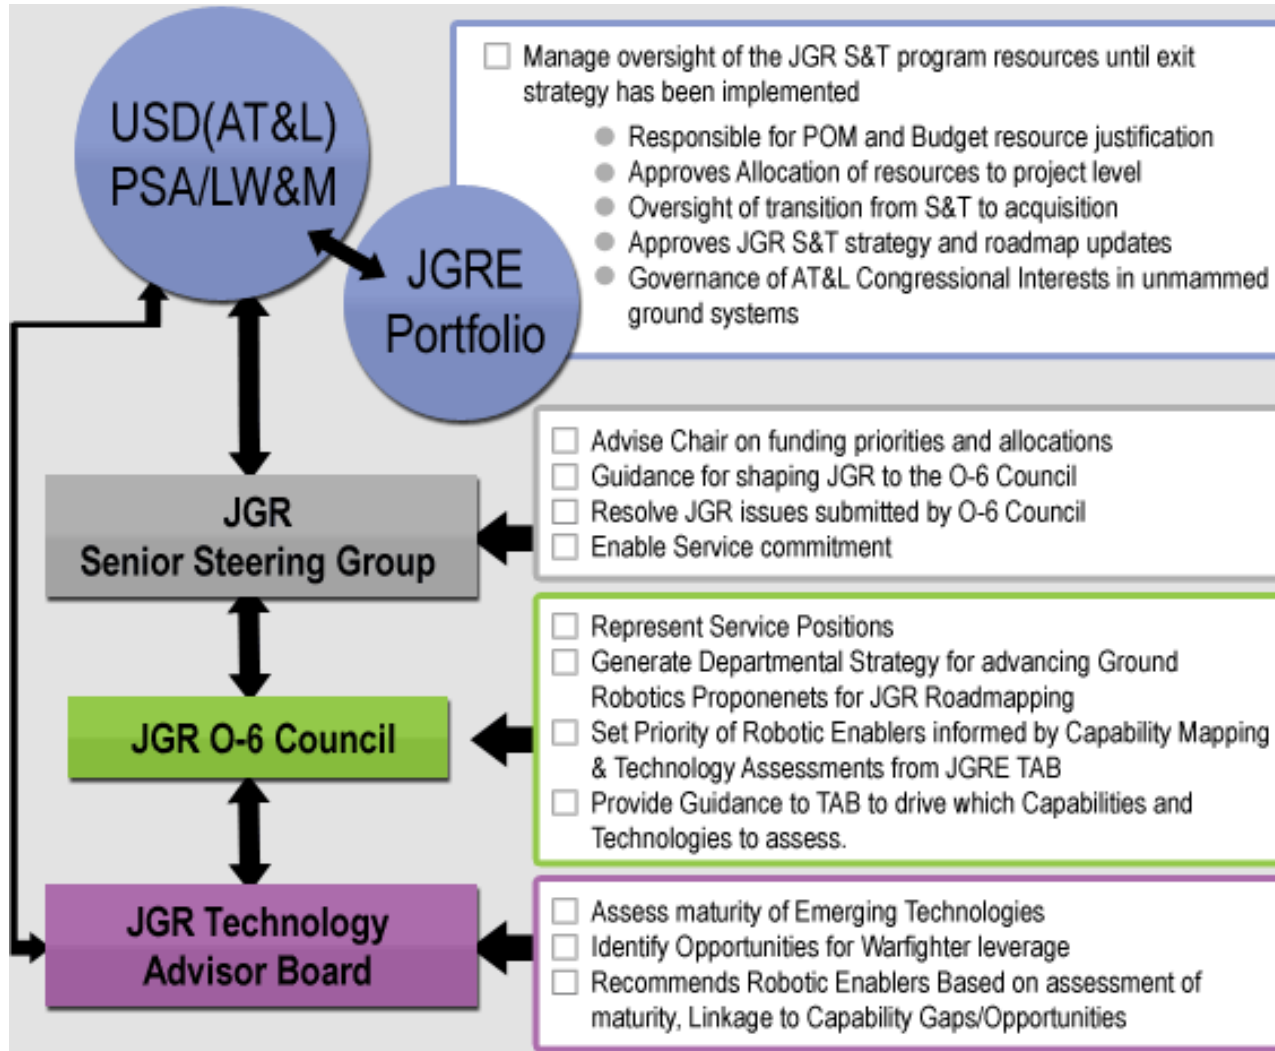 USD(AT&L)
PSA/LW&M
JGRE
Portfolio
Manage oversight of the JGR S&T program resources until exit
strategy has been implemented
Responsible for POM and Budget resource justification
Approves Allocation of resources to project level
Oversight of transition from S&T to acquisition
Approves JGR S&T strategy and roadmap updates
Governance of AT&L Congressional Interests in unmammed
ground systems
JGR
Senior Steering Group
Advise Chair on funding priorities and allocations
Guidance for shaping JGR to the O-6 Council
Resolve JGR issues submitted by O-6 Council
Enable Service commitment
JGR O-6 Council
Represent Service Positions
Generate Departmental Strategy for advancing Ground
Robotics Proponenets for JGR Roadmapping
Set Priority of Robotic Enablers informed by Capability Mapping
& Technology Assessments from JGRE TAB
Provide Guidance to TAB to drive which Capabilities and
Technologies to assess.
JGR Technology
Advisor Board
Assess maturity of Emerging Technologies
Identify Opportunities for Warfighter leverage
Recommends Robotic Enablers Based on assessment of
maturity, Linkage to Capability Gaps/Opportunities